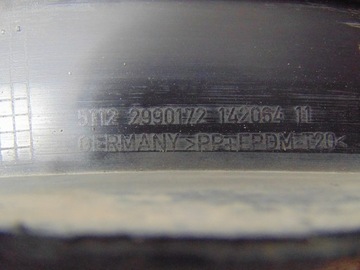 5112 2990172 142064 11
GERMANY >PP+EPDM-T20<